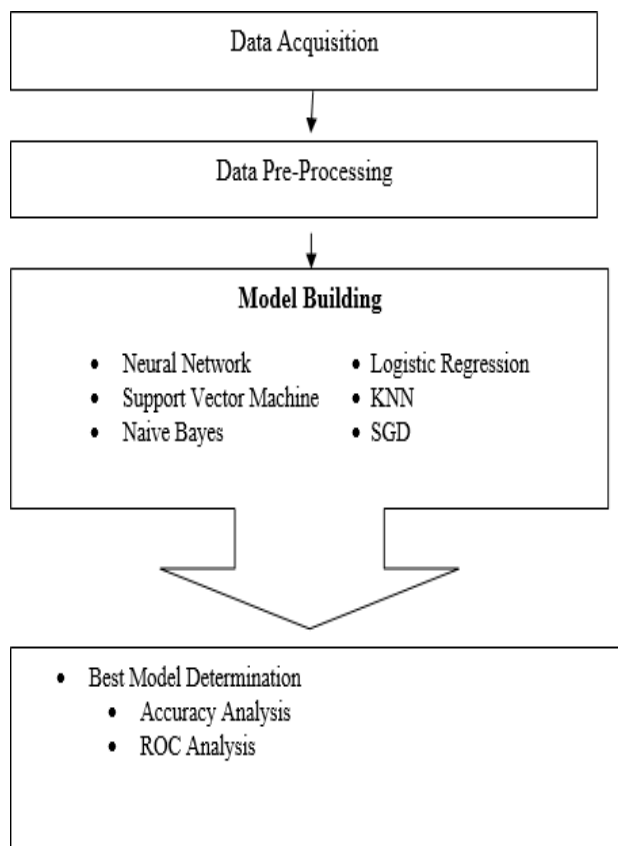 Data Acquisition
Data Pre-Processing
Model Building
• Neural Network
• Support Vector Machine
• Naive Bayes
• Logistic Regression
• KNN
• SGD
• Best Model Determination
• Accuracy Analysis
• ROC Analysis